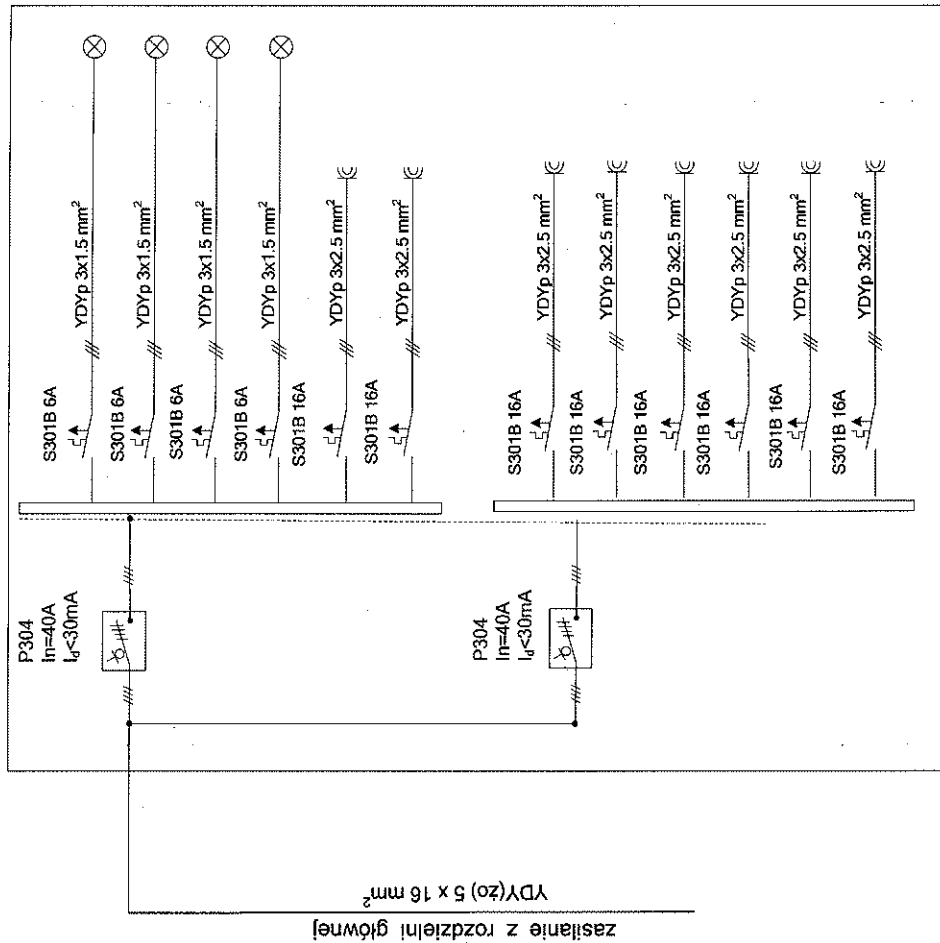 S301B 6A
YDYp 3x1.5 mm²
S301B 6A
YDYp 3x1.5 mm²
S301B 6A
YDYp 3x1.5 mm²
S301B 6A
YDYp 3x1.5 mm²
S301B 16A
YDYp 3x2.5 mm²
S301B 16A
YDYp 3x2.5 mm²
P304
In=40A
I_d<30mA
S301B 16A
YDYp 3x2.5 mm²
S301B 16A
YDYp 3x2.5 mm²
S301B 16A
YDYp 3x2.5 mm²
S301B 16A
YDYp 3x2.5 mm²
S301B 16A
YDYp 3x2.5 mm²
S301B 16A
YDYp 3x2.5 mm²
P304
In=40A
I_d<30mA
zasilanie z rozdzielni głównej
YDY(żo) 5 x 16 mm²